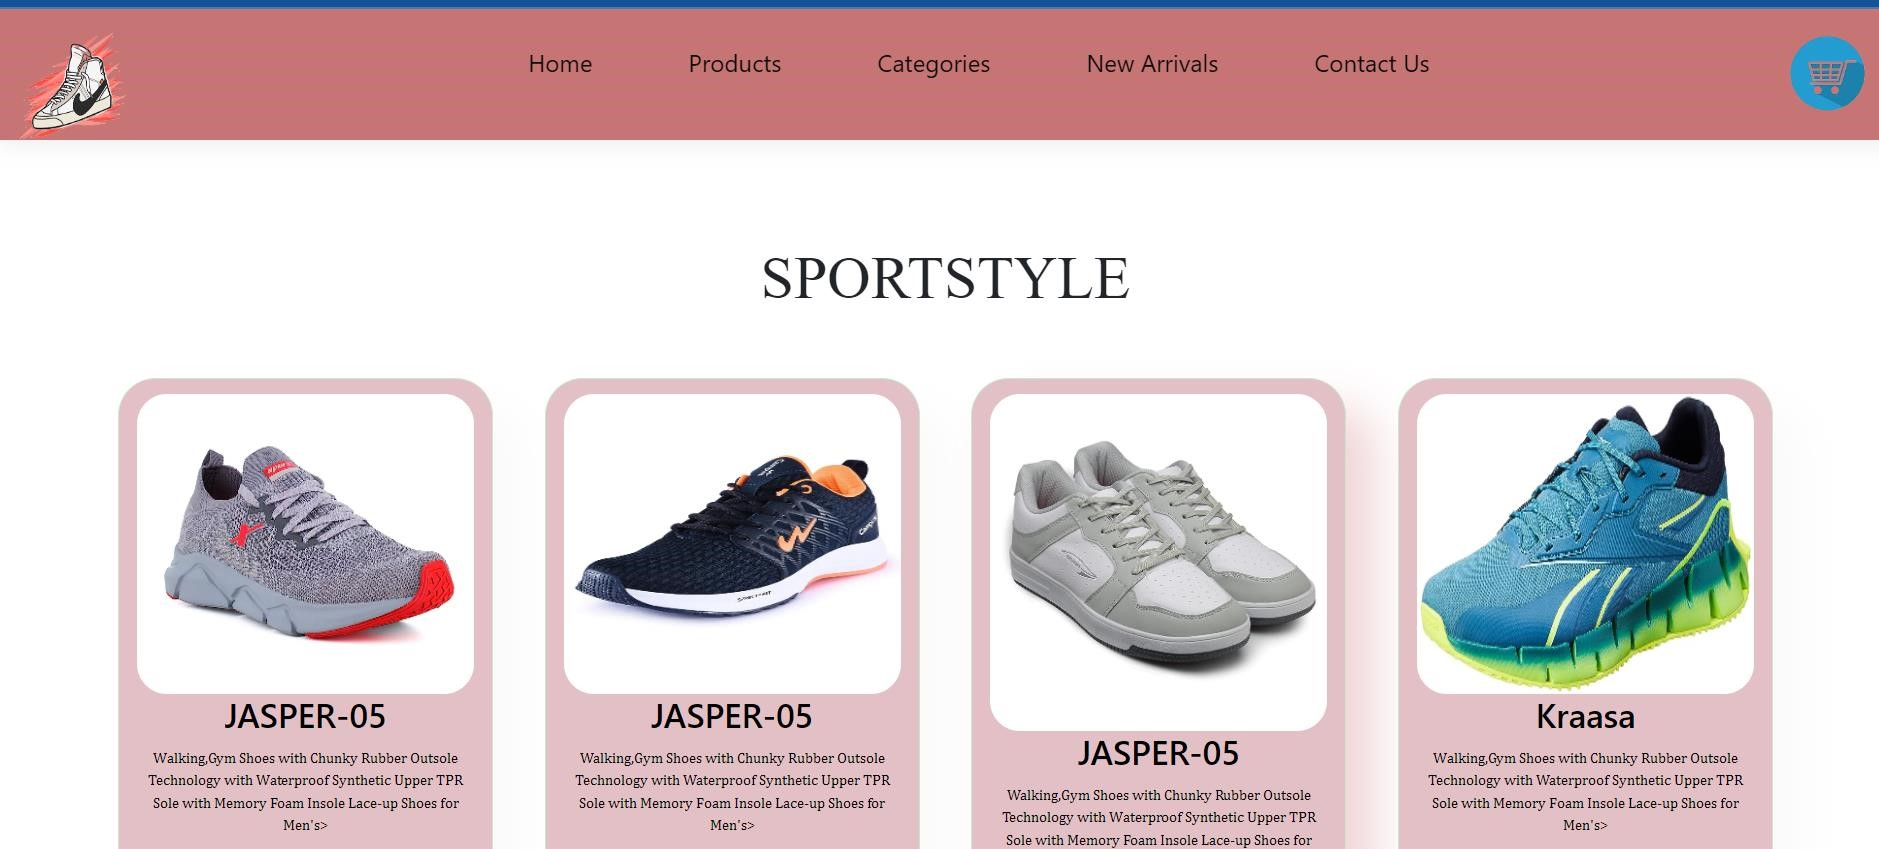 Home Products Categories New Arrivals Contact Us
SPORTSTYLE
JASPER-05
Walking,Gym Shoes with Chunky Rubber Outsole
Technology with Waterproof Synthetic Upper TPR
Sole with Memory Foam Insole Lace-up Shoes for
Men's>
JASPER-05
Walking,Gym Shoes with Chunky Rubber Outsole
Technology with Waterproof Synthetic Upper TPR
Sole with Memory Foam Insole Lace-up Shoes for
Men's>
JASPER-05
Walking,Gym Shoes with Chunky Rubber Outsole
Technology with Waterproof Synthetic Upper TPR
Sole with Memory Foam Insole Lace-up Shoes for
Kraasa
Walking,Gym Shoes with Chunky Rubber Outsole
Technology with Waterproof Synthetic Upper TPR
Sole with Memory Foam Insole Lace-up Shoes for
Men's>